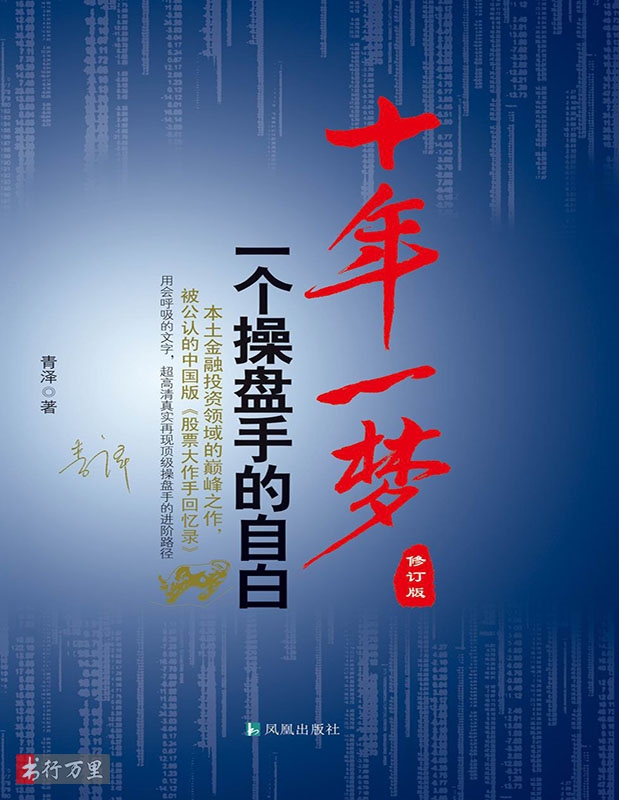 十年一梦
修订版
一个操盘手的自白
本土金融投资领域的巅峰之作，
被公认的中国版《股票大作手回忆录》
用会呼吸的文字，超高清真实再现顶级操盘手的进阶路径
青泽◎著
青泽
凤凰出版社
书行万里